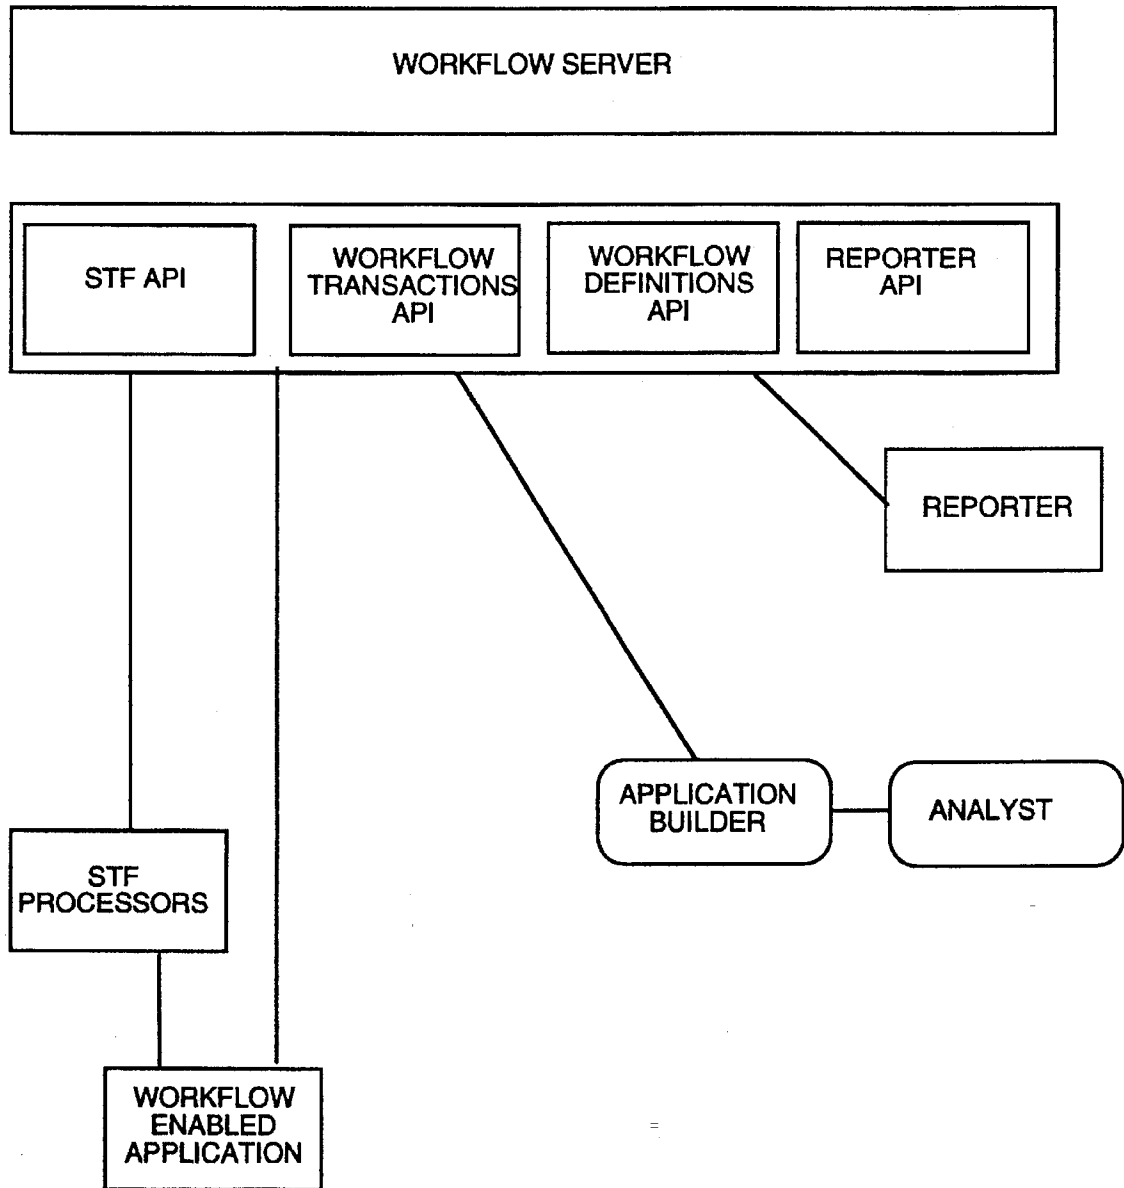 WORKFLOW SERVER
STF API
WORKFLOW
TRANSACTIONS
API
WORKFLOW
DEFINITIONS
API
REPORTER
API
REPORTER
APPLICATION
BUILDER
ANALYST
STF
PROCESSORS
WORKFLOW
ENABLED
APPLICATION